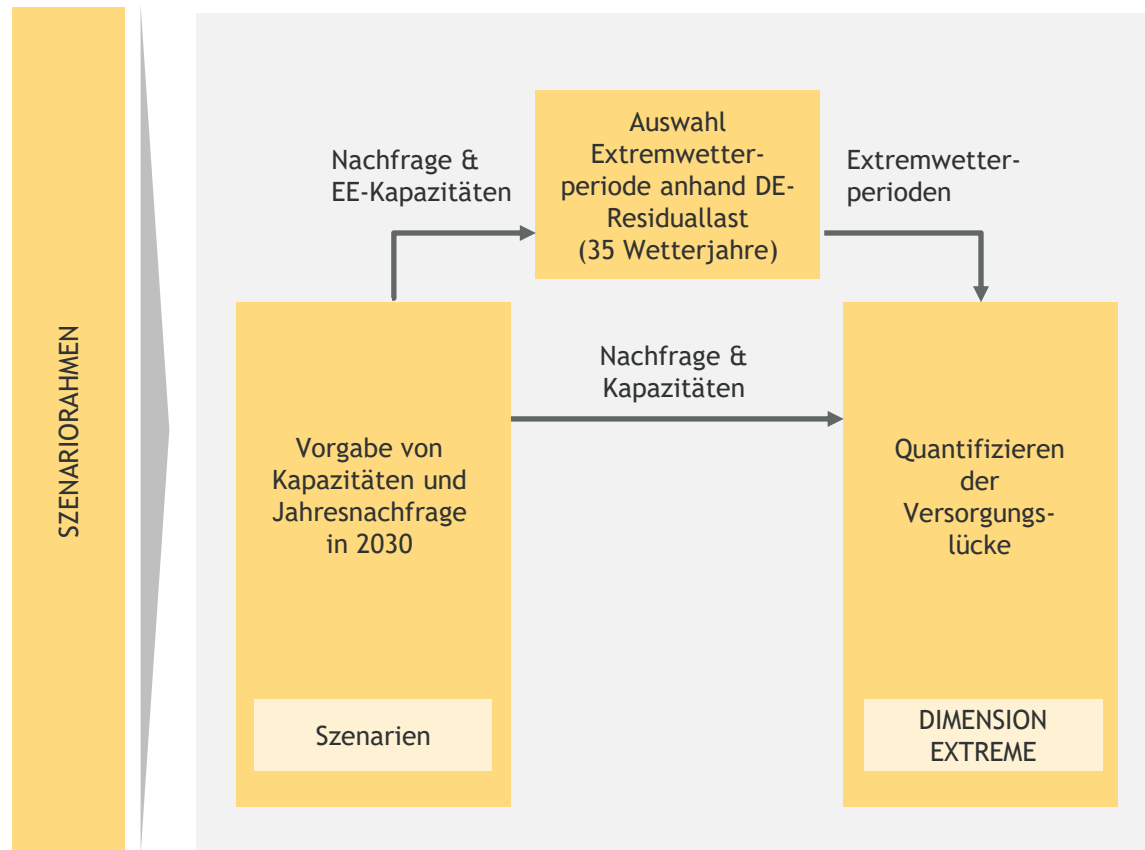 SZENARIORAHMEN
Nachfrage &
EE-Kapazitäten
Auswahl
Extremwetter-
periode anhand DE-
Residuallast
(35 Wetterjahre)
Extremwetter-
perioden
Nachfrage &
Kapazitäten
Vorgabe von
Kapazitäten und
Jahresnachfrage
in 2030
Szenarien
Quantifizieren
der
Versorgungs-
lücke
DIMENSION
EXTREME